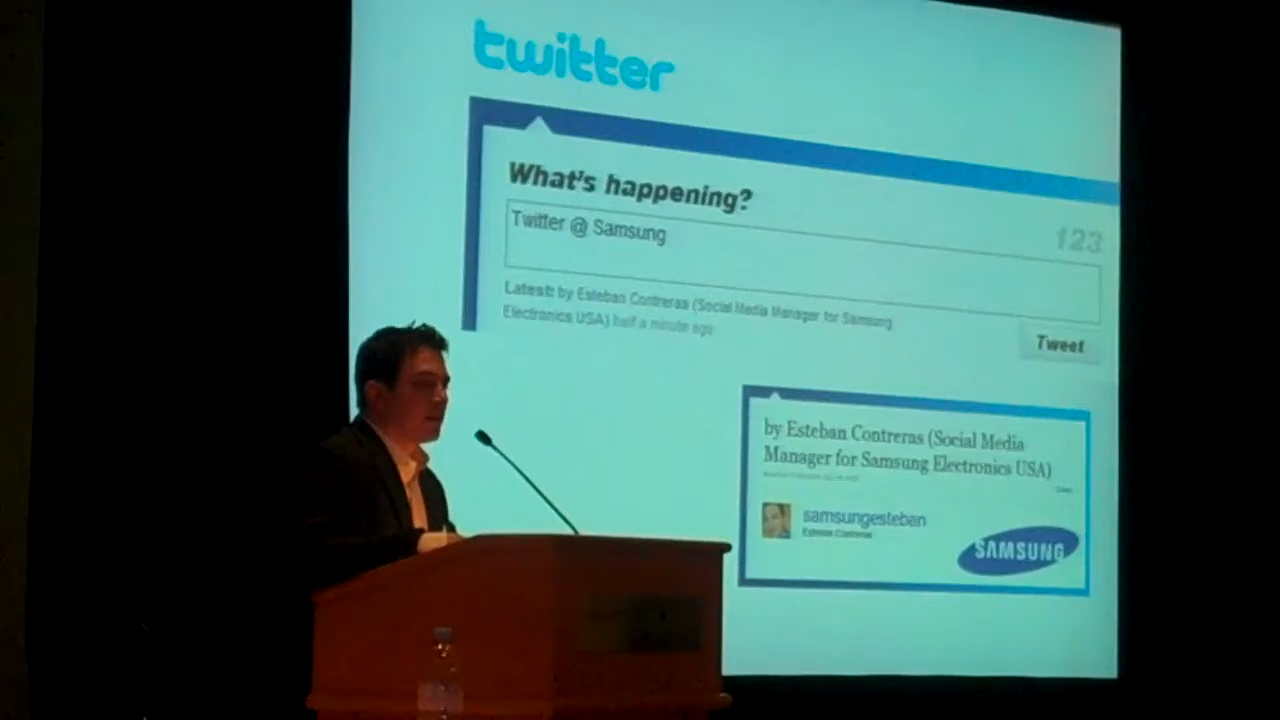 twitter
What's happening?
123
Twitter @ Samsung
Latest: by Esteban Contreras (Social Media Manager for Samsung
Electronics USA) half a minute ago
Tweet
by Esteban Contreras (Social Media
Manager for Samsung Electronics USA)
samsungesteban
Esteban Contreras
SAMSUNG